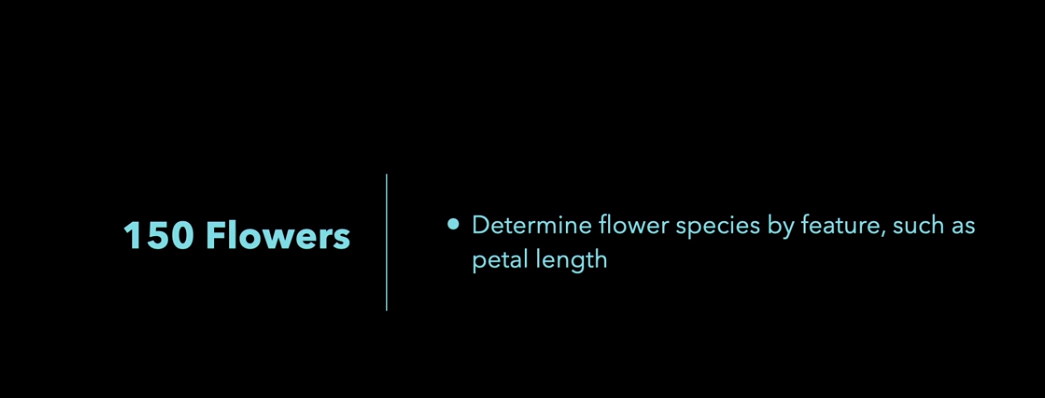 150 Flowers
• Determine flower species by feature, such as
petal length